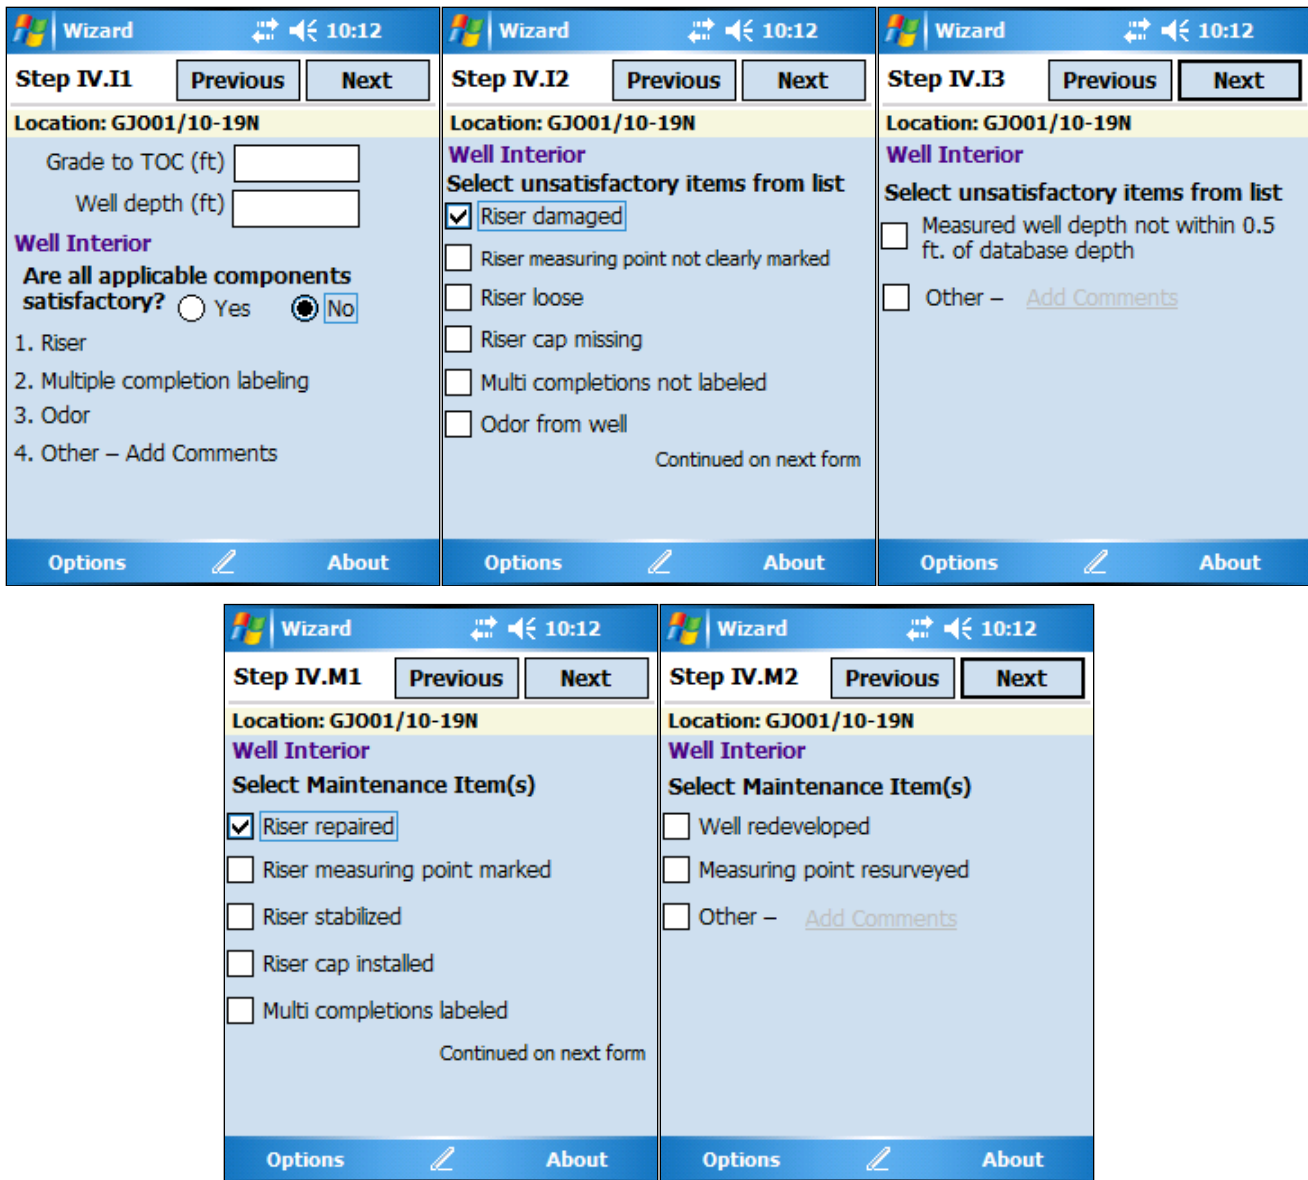 Wizard 10:12
Step IV.I1 Previous Next
Location: GJO01/10-19N
Grade to TOC (ft)
Well depth (ft)
Well Interior
Are all applicable components
satisfactory? Yes No
1. Riser
2. Multiple completion labeling
3. Odor
4. Other – Add Comments
Options About
Wizard 10:12
Step IV.I2 Previous Next
Location: GJO01/10-19N
Well Interior
Select unsatisfactory items from list
Riser damaged
Riser measuring point not clearly marked
Riser loose
Riser cap missing
Multi completions not labeled
Odor from well
Continued on next form
Options About
Wizard 10:12
Step IV.I3 Previous Next
Location: GJO01/10-19N
Well Interior
Select unsatisfactory items from list
Measured well depth not within 0.5
ft. of database depth
Other – Add Comments
Options About
Wizard 10:12
Step IV.M1 Previous Next
Location: GJO01/10-19N
Well Interior
Select Maintenance Item(s)
Riser repaired
Riser measuring point marked
Riser stabilized
Riser cap installed
Multi completions labeled
Continued on next form
Options About
Wizard 10:12
Step IV.M2 Previous Next
Location: GJO01/10-19N
Well Interior
Select Maintenance Item(s)
Well redeveloped
Measuring point resurveyed
Other – Add Comments
Options About